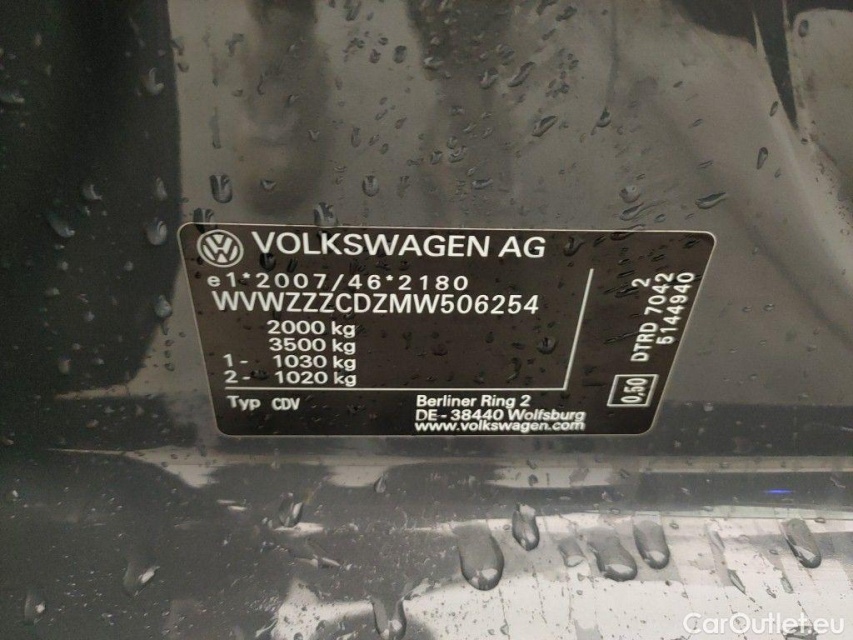 VOLKSWAGEN AG
e1*2007/46*2180
WVWZZZCDZMW506254
2000 kg
3500 kg
1- 1030 kg
2- 1020 kg
Typ CDV
Berliner Ring 2
DE-38440 Wolfsburg
www.volkswagen.com
2
DTRD 7042
5144940
0.50
CarOutlet.eu